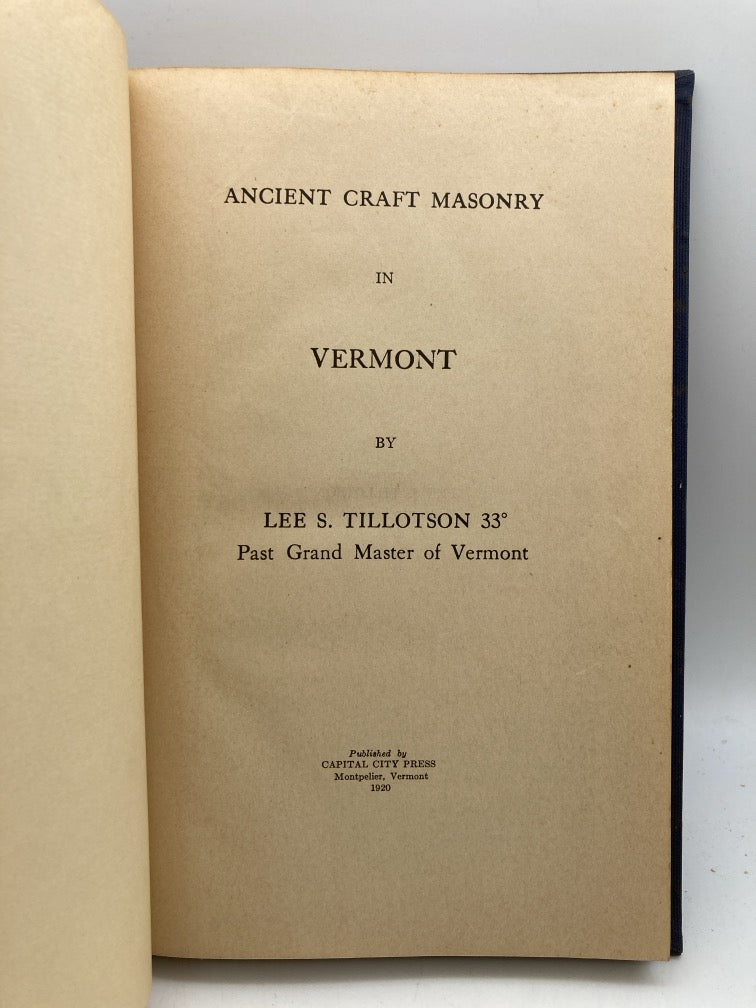 ANCIENT CRAFT MASONRY
IN
VERMONT
BY
LEE S. TILLOTSON 33°
Past Grand Master of Vermont
Published by
CAPITAL CITY PRESS
Montpelier, Vermont
1920